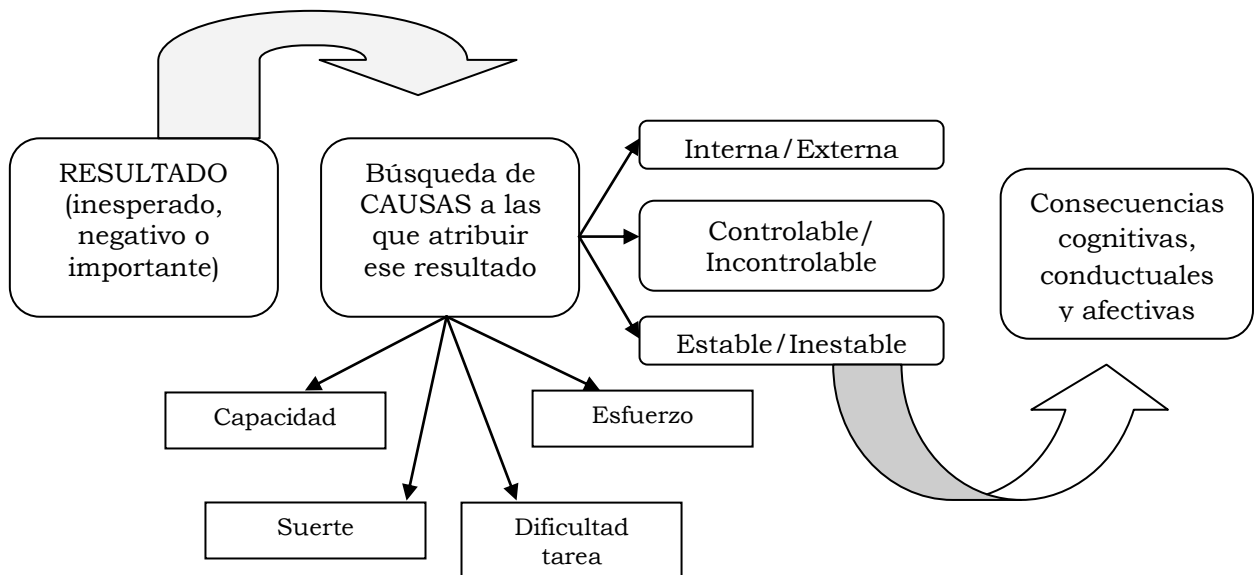 RESULTADO
(inesperado,
negativo o
importante)
Búsqueda de
CAUSAS a las
que atribuir
ese resultado
Interna/Externa
Controlable/
Incontrolable
Estable/Inestable
Consecuencias
cognitivas,
conductuales
y afectivas
Capacidad
Esfuerzo
Suerte
Dificultad
tarea